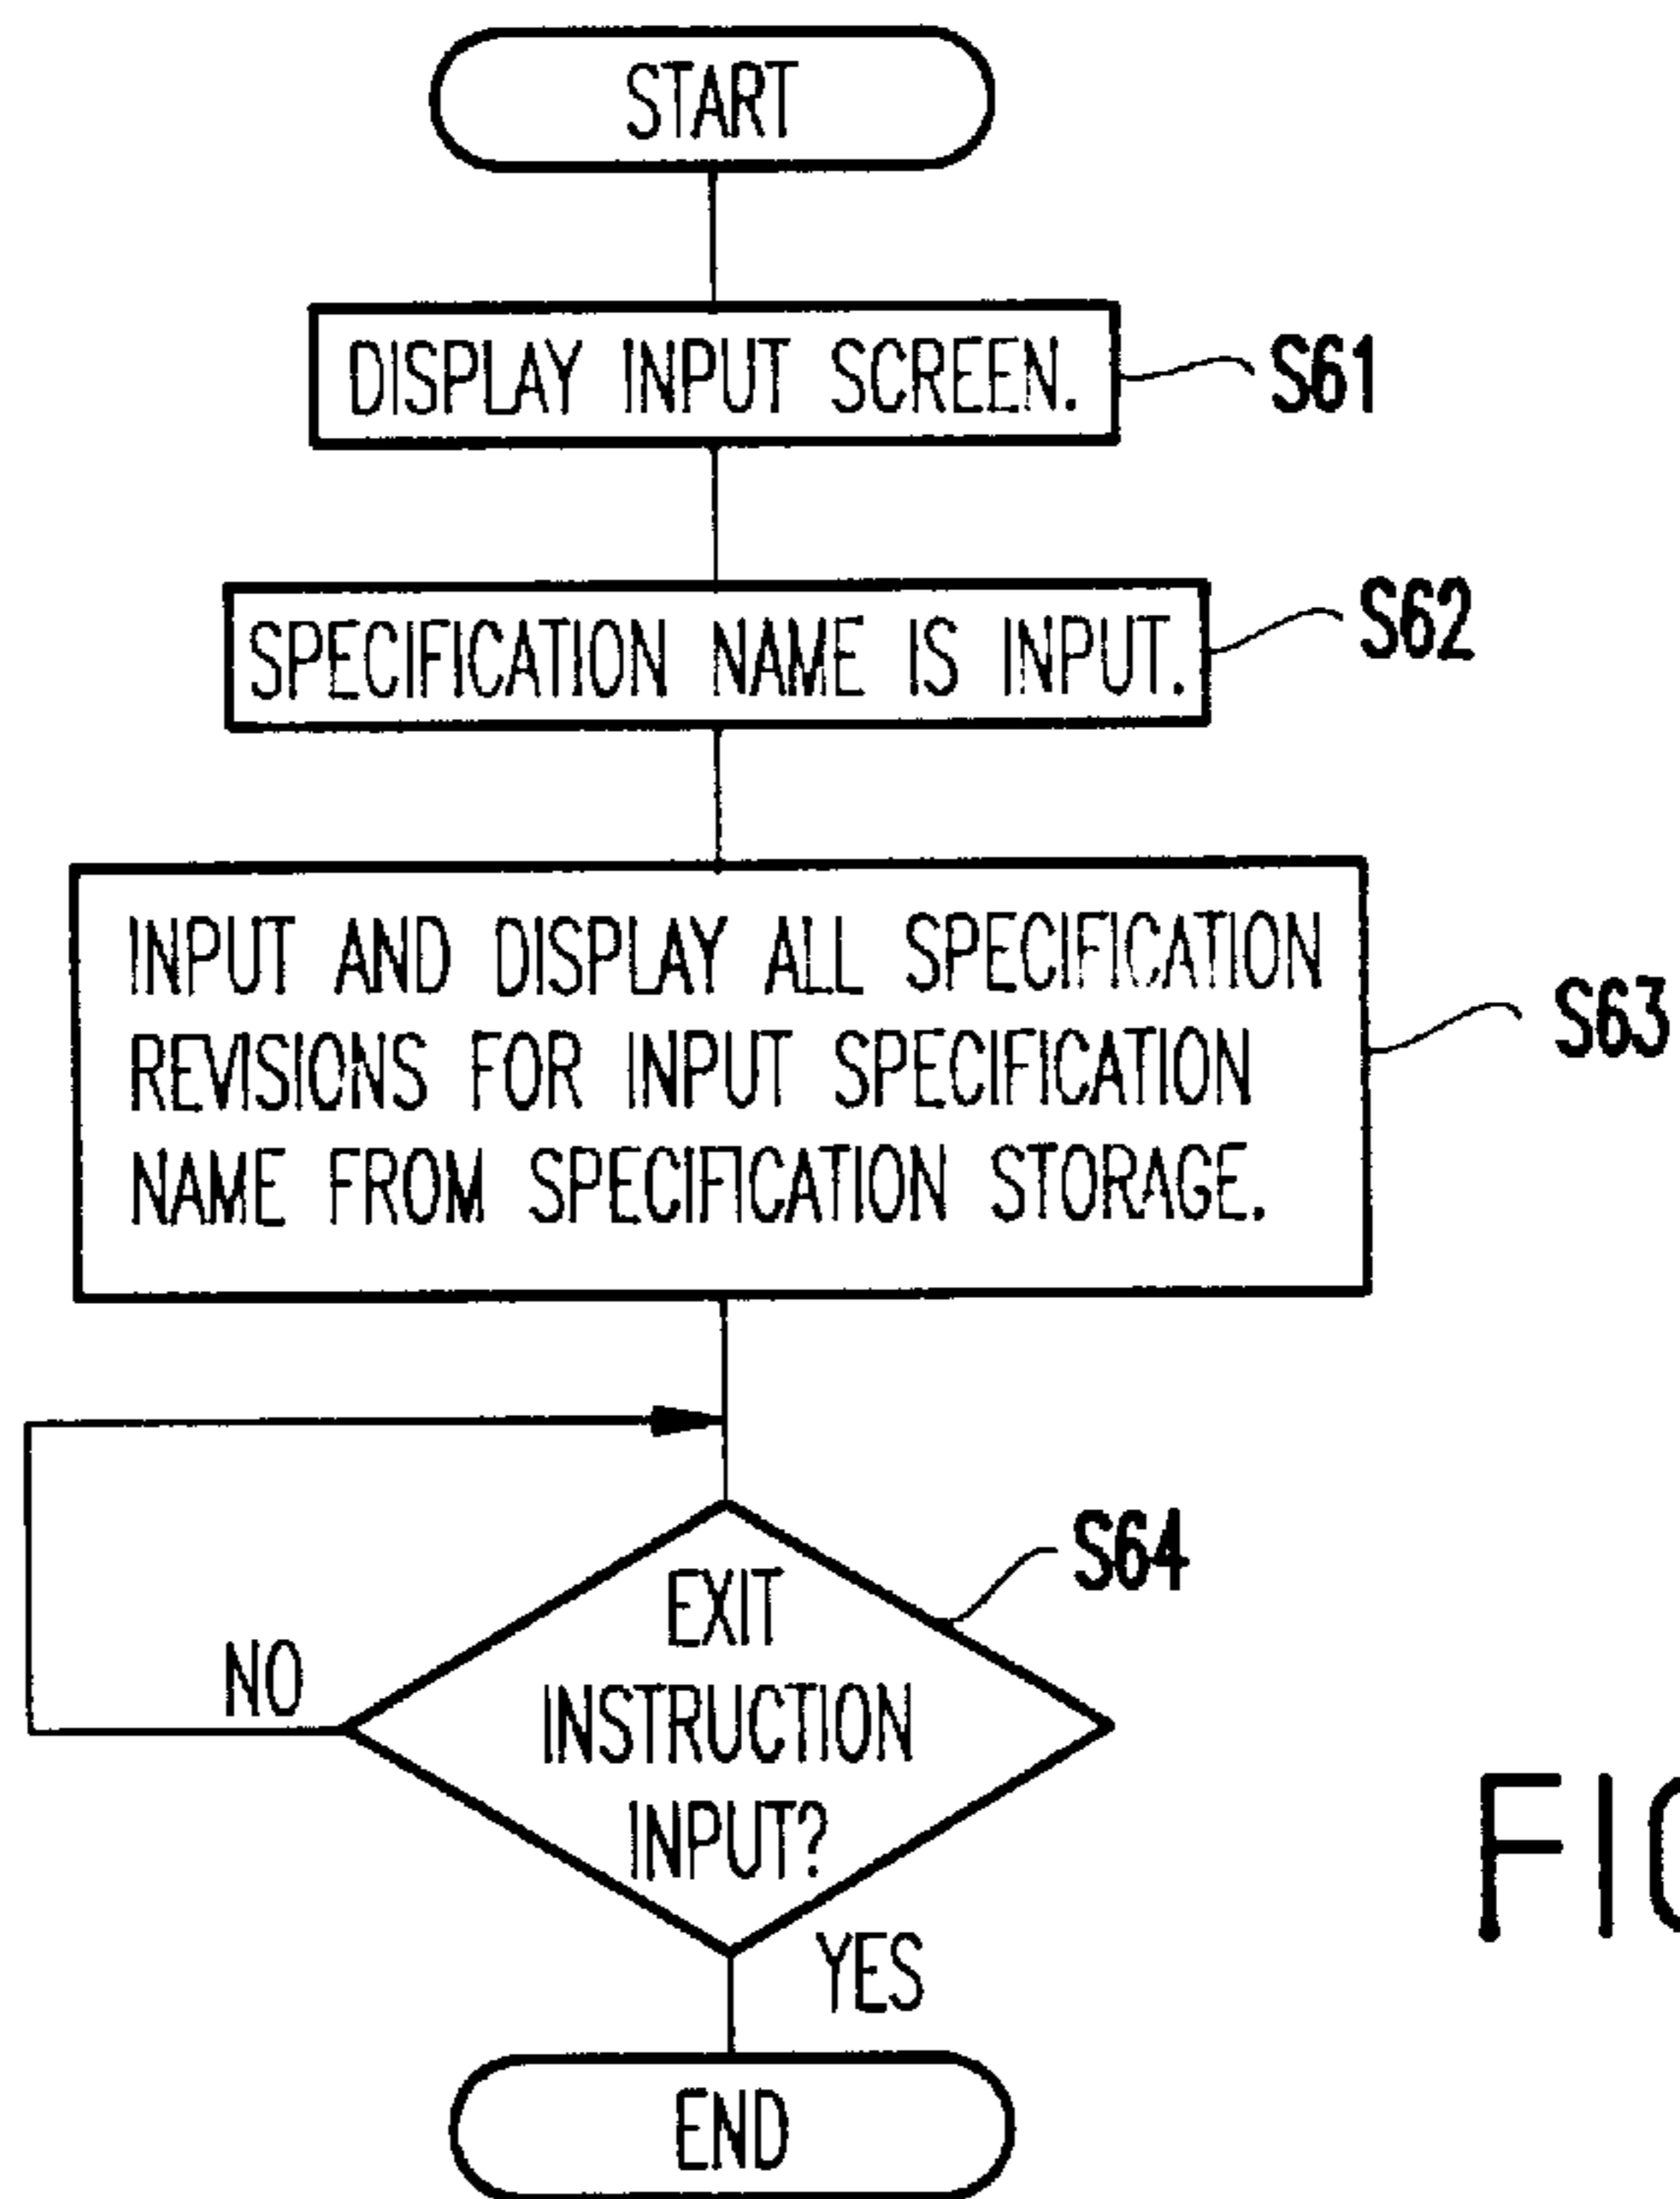 START
DISPLAY INPUT SCREEN.
S61
SPECIFICATION NAME IS INPUT.
S62
INPUT AND DISPLAY ALL SPECIFICATION
REVISIONS FOR INPUT SPECIFICATION
NAME FROM SPECIFICATION STORAGE.
S63
EXIT
INSTRUCTION
INPUT?
S64
NO
YES
END